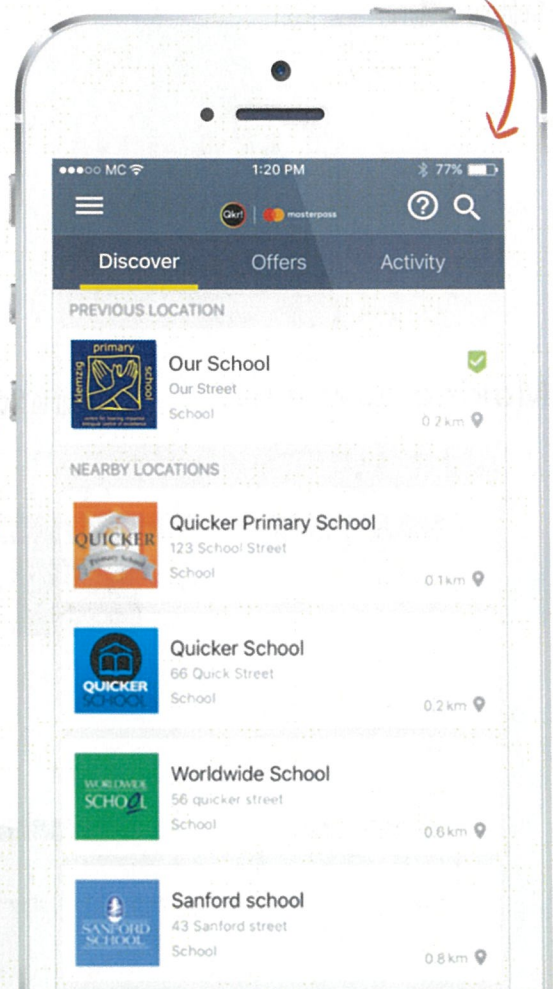 MC
1:20 PM
77%
Qkr!
masterpass
Discover
Offers
Activity
PREVIOUS LOCATION
klemzig
primary
school
Our School
Our Street
School
0.2 km
NEARBY LOCATIONS
QUICKER
Primary School
Quicker Primary School
123 School Street
School
0.1 km
QUICKER
SCHOOL
Quicker School
66 Quick Street
School
0.2 km
WORLDWIDE
SCHOOL
Worldwide School
56 quicker street
School
0.6 km
SANFORD
SCHOOL
Sanford school
43 Sanford street
School
0.8 km